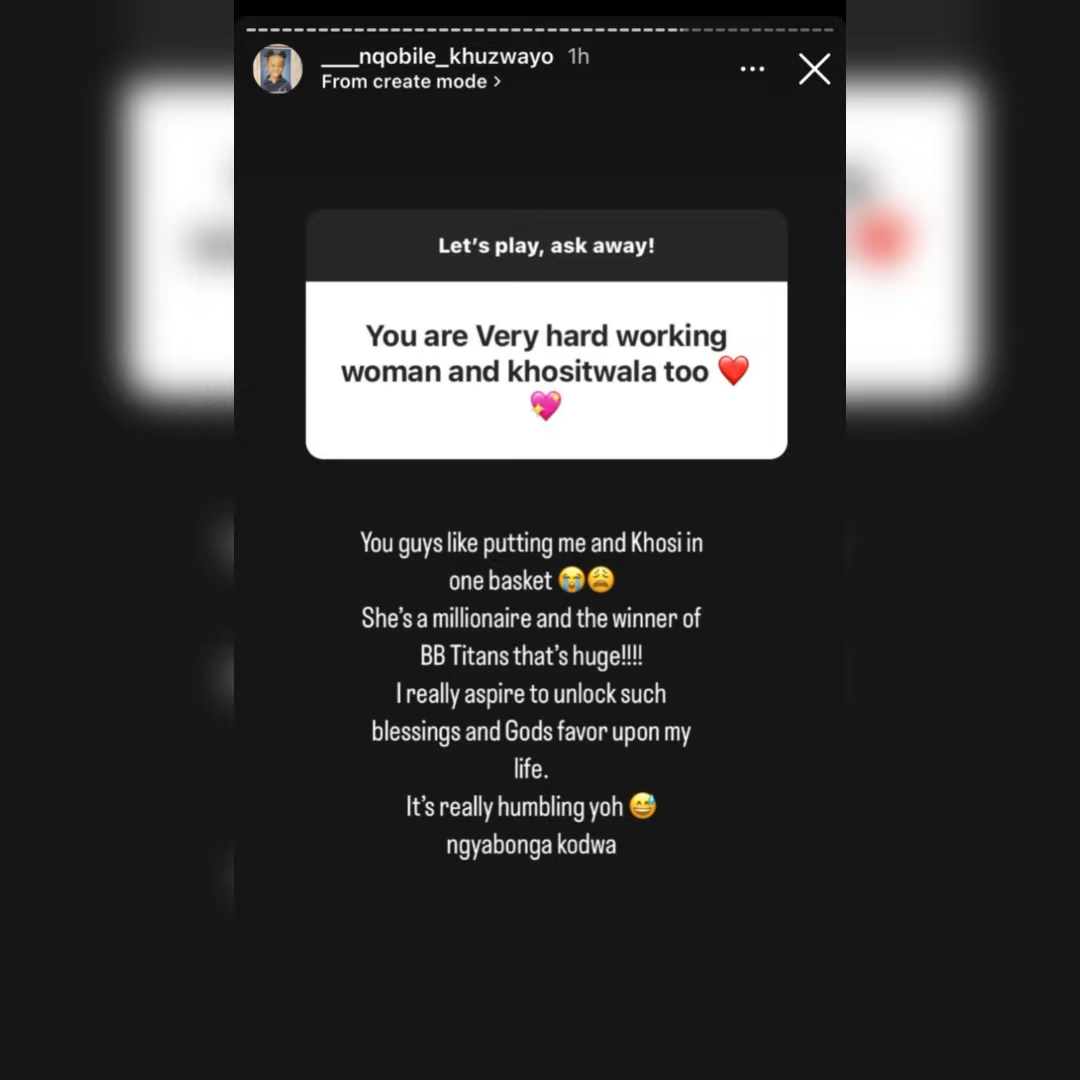 ___nqobile_khuzwayo 1h
From create mode >
Let's play, ask away!
You are Very hard working
woman and khositwala too ❤️
💖
You guys like putting me and Khosi in
one basket 😭😩
She's a millionaire and the winner of
BB Titans that's huge!!!!
I really aspire to unlock such
blessings and Gods favor upon my
life.
It's really humbling yoh 😅
ngyabonga kodwa